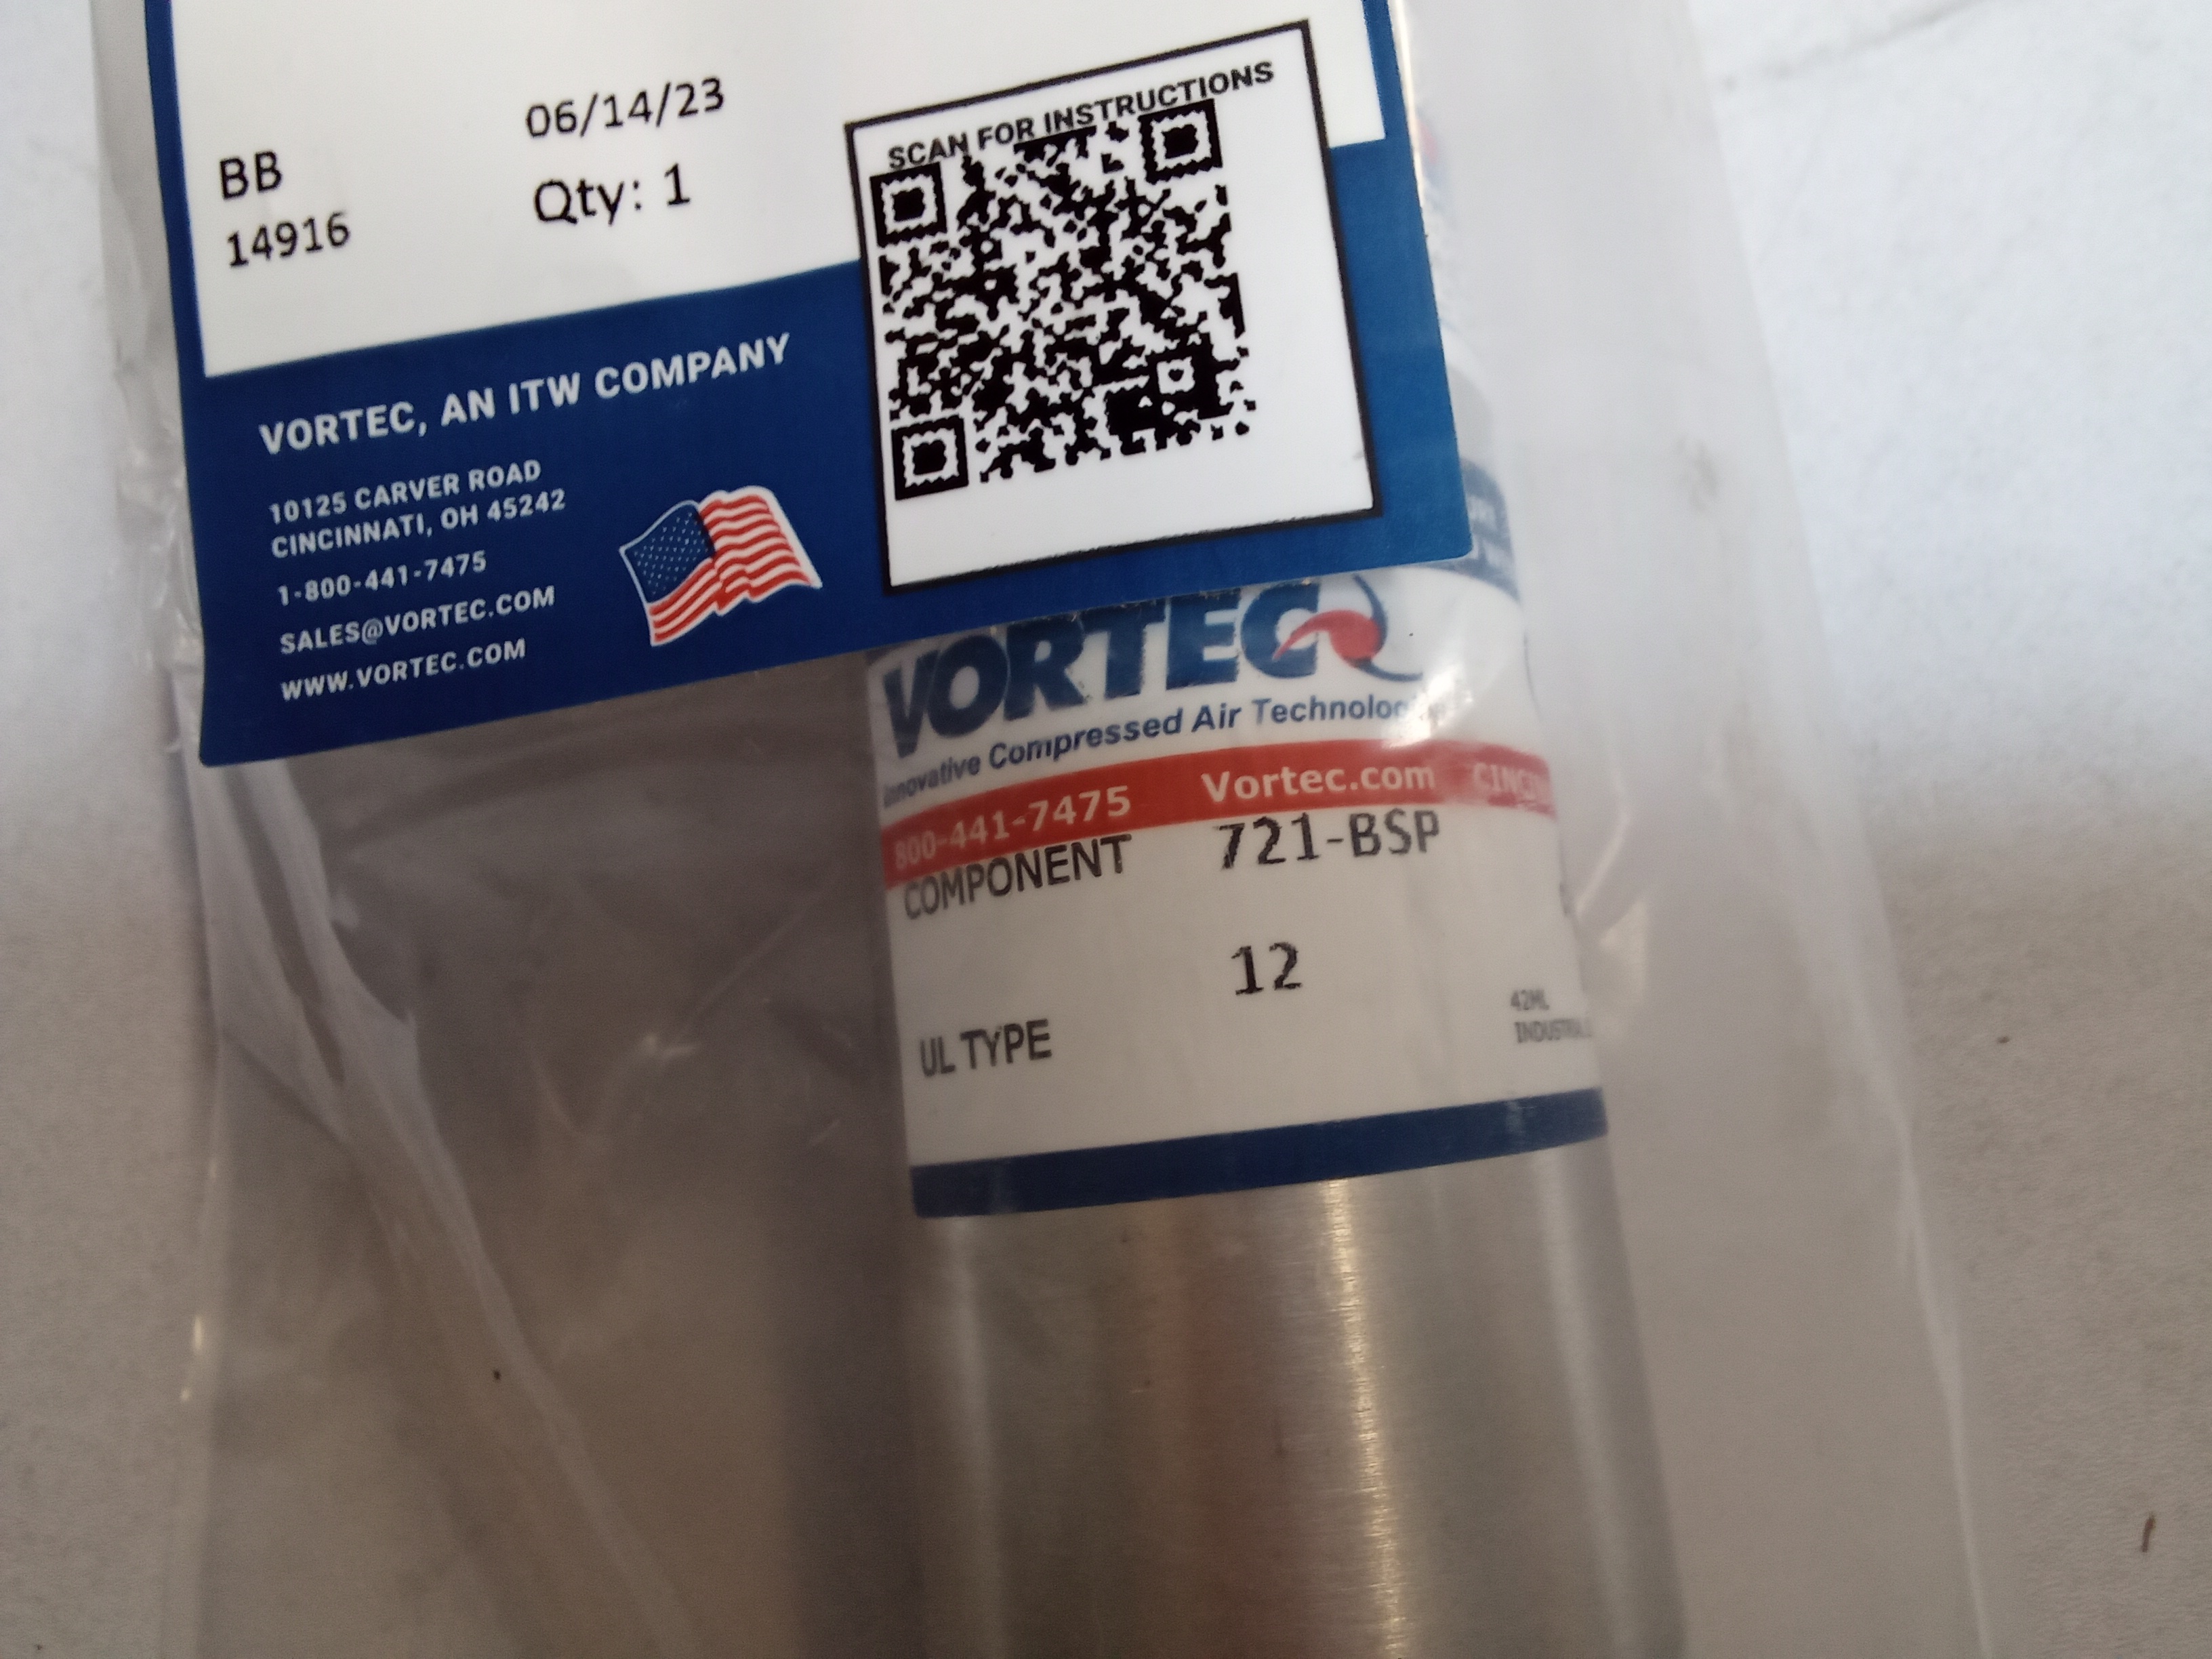 06/14/23
BB
Qty: 1
14916
SCAN FOR INSTRUCTIONS
VORTEC, AN ITW COMPANY
10125 CARVER ROAD
CINCINNATI, OH 45242
1-800-441-7475
SALES@VORTEC.COM
WWW.VORTEC.COM
VORTEC
Innovative Compressed Air
800-441-7475 Vortec.com
COMPONENT 721-BSP
12
UL TYPE
42ML